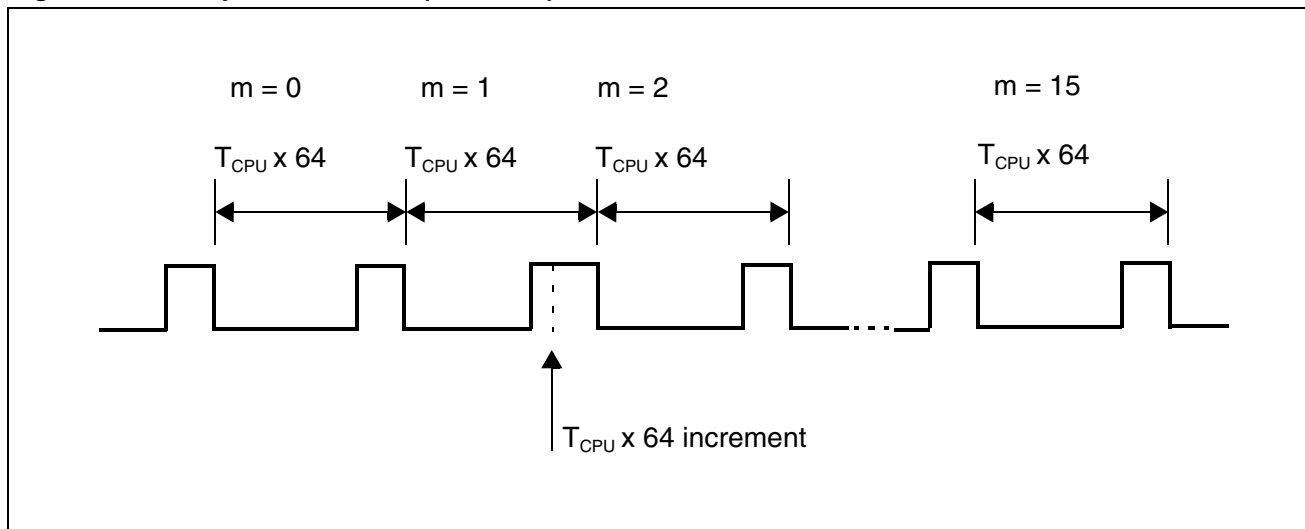 m = 0 m = 1 m = 2 m = 15
TCPU x 64 TCPU x 64 TCPU x 64 TCPU x 64
TCPU x 64 increment